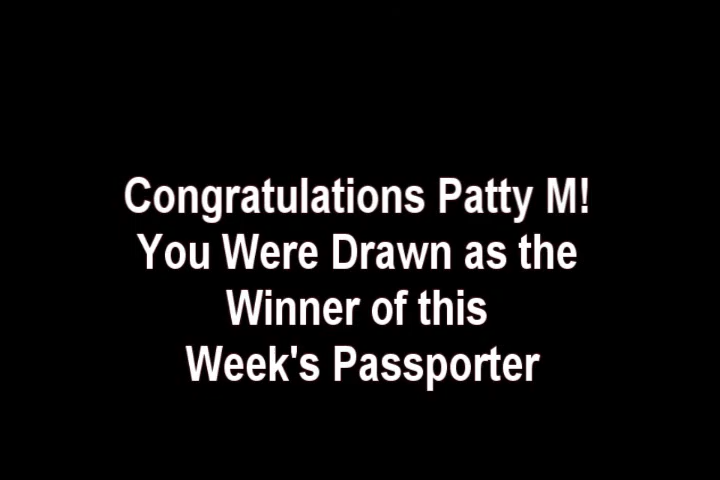 Congratulations Patty M!
You Were Drawn as the
Winner of this
Week's Passporter